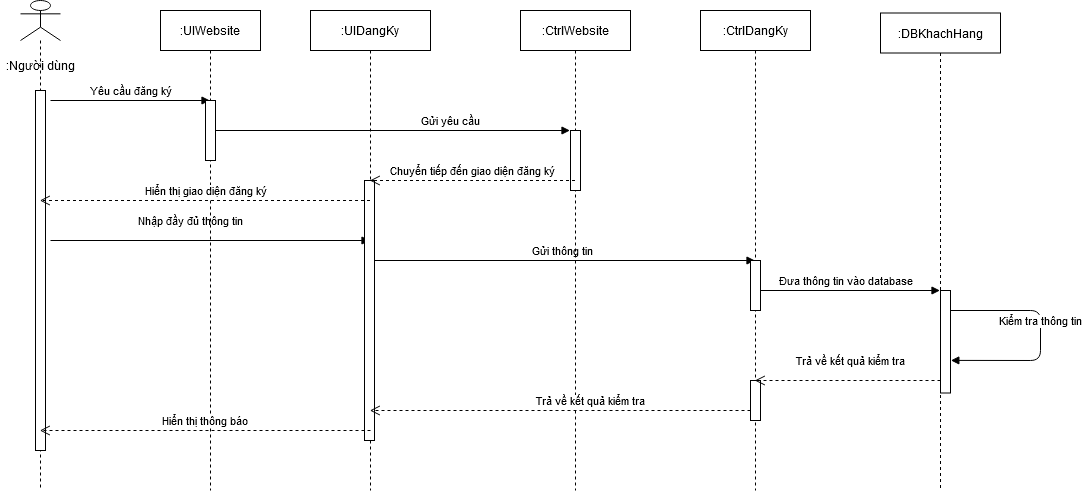 :UIWebsite
:UIDangKy
:CtrlWebsite
:CtrlDangKy
:DBKhachHang
:Người dùng
Yêu cầu đăng ký
Gửi yêu cầu
Chuyển tiếp đến giao diện đăng ký
Hiển thị giao diện đăng ký
Nhập đầy đủ thông tin
Gửi thông tin
Đưa thông tin vào database
Kiểm tra thông tin
Trả về kết quả kiểm tra
Trả về kết quả kiểm tra
Hiển thị thông báo